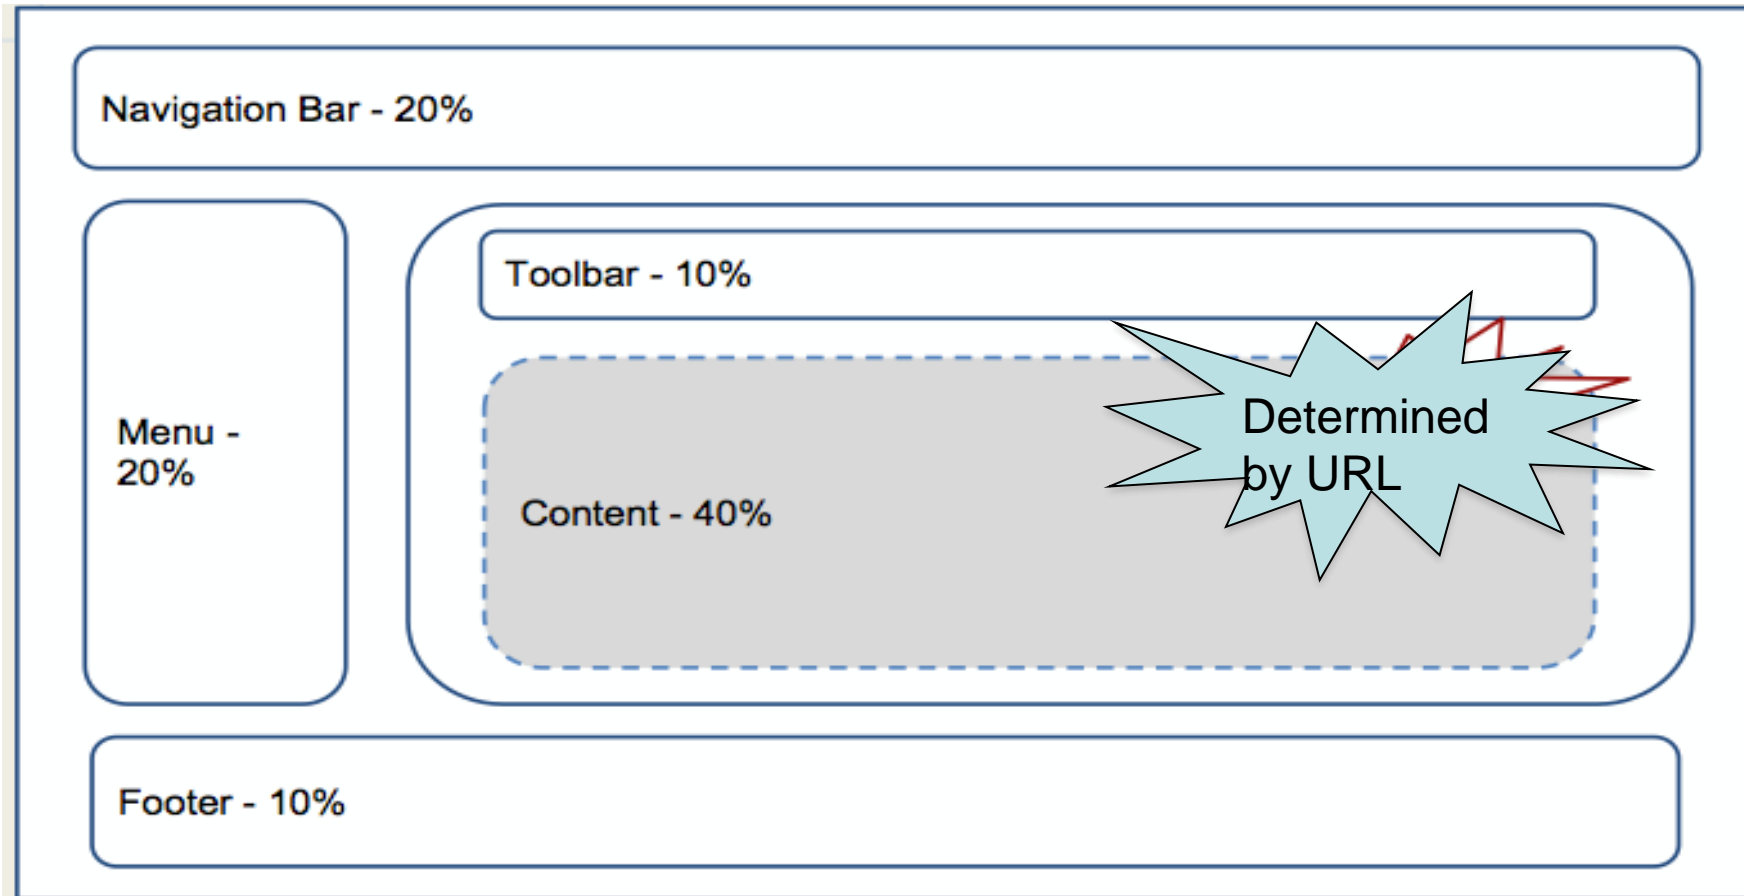 Navigation Bar - 20%
Toolbar - 10%
Determined
by URL
Menu -
20%
Content - 40%
Footer - 10%